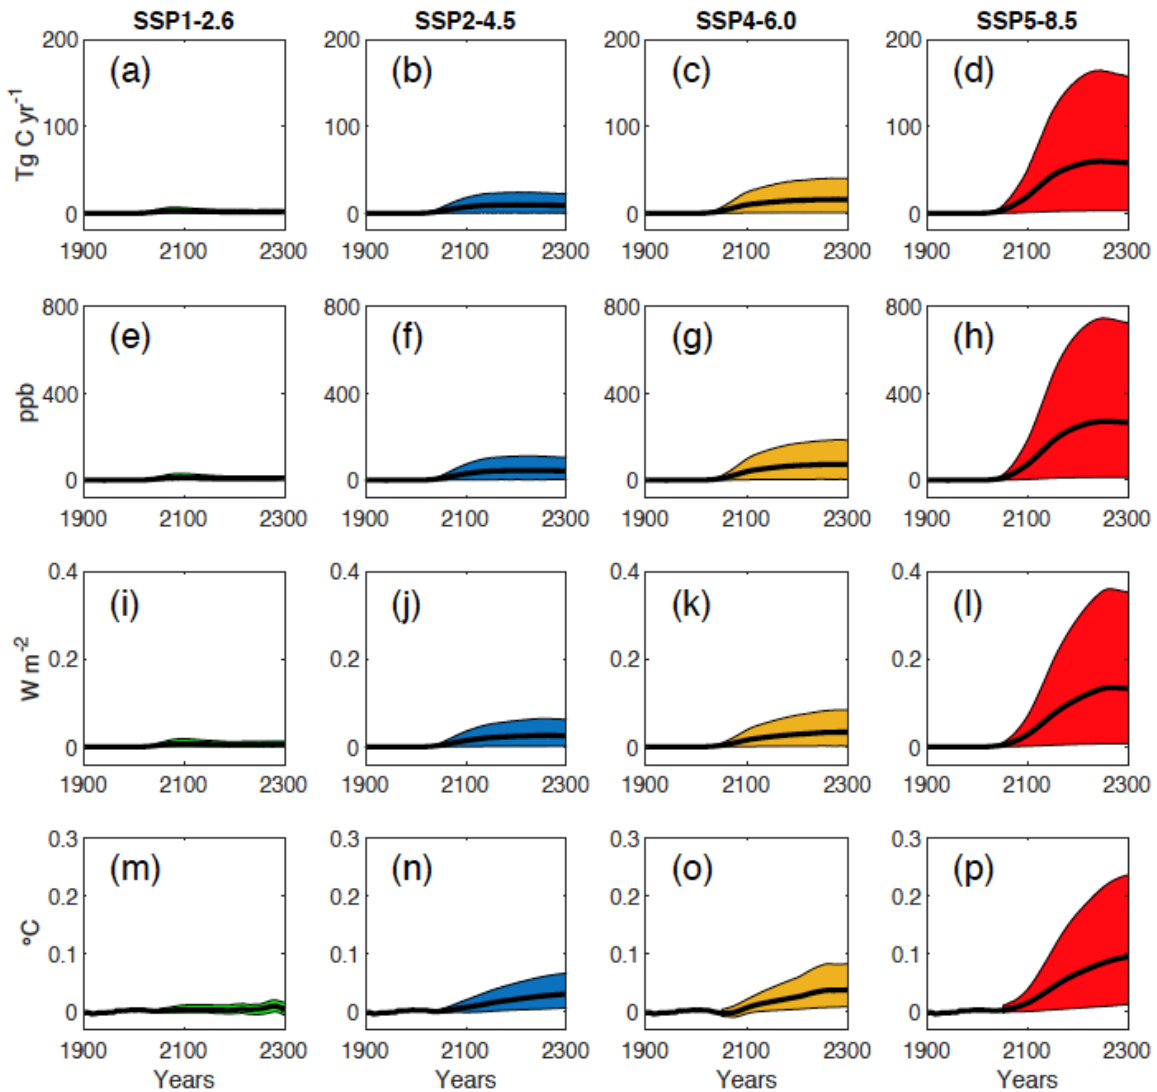 SSP1-2.6 SSP2-4.5 SSP4-6.0 SSP5-8.5
200 200 200 200
(a) (b) (c) (d)
Tg C yr-1
100 100 100 100
0 0 0 0
1900 2100 2300 1900 2100 2300 1900 2100 2300 1900 2100 2300
800 800 800 800
(e) (f) (g) (h)
ppb
400 400 400 400
0 0 0 0
1900 2100 2300 1900 2100 2300 1900 2100 2300 1900 2100 2300
0.4 0.4 0.4 0.4
(i) (j) (k) (l)
W m-2
0.2 0.2 0.2 0.2
0 0 0 0
1900 2100 2300 1900 2100 2300 1900 2100 2300 1900 2100 2300
0.3 0.3 0.3 0.3
(m) (n) (o) (p)
0.2 0.2 0.2 0.2
ºC
0.1 0.1 0.1 0.1
0 0 0 0
1900 2100 2300 1900 2100 2300 1900 2100 2300 1900 2100 2300
Years Years Years Years